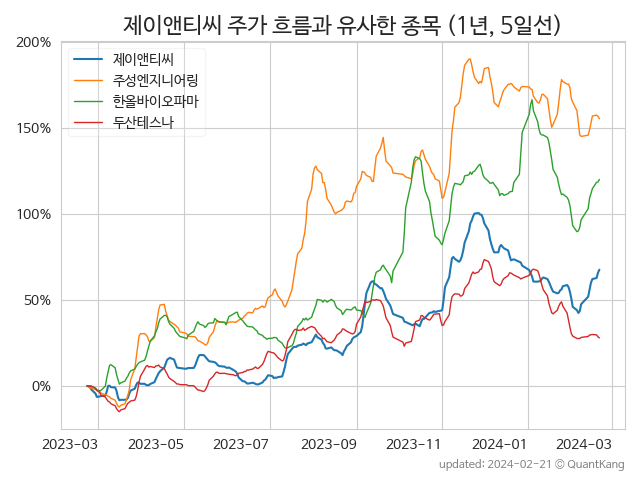 제이앤티씨 주가 흐름과 유사한 종목 (1년, 5일선)
200%
150%
100%
50%
0%
제이앤티씨
주성엔지니어링
한올바이오파마
두산테스나
2023-03 2023-05 2023-07 2023-09 2023-11 2024-01 2024-03
updated: 2024-02-21 © QuantKang